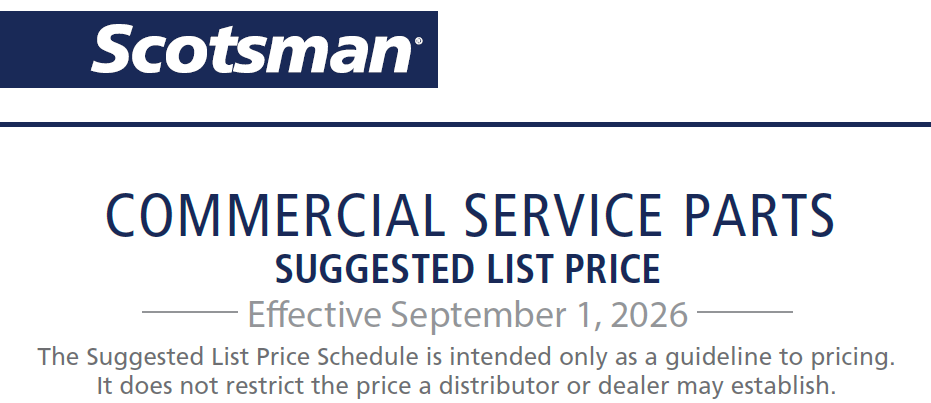 Scotsman®
COMMERCIAL SERVICE PARTS
SUGGESTED LIST PRICE
Effective September 1, 2026
The Suggested List Price Schedule is intended only as a guideline to pricing.
It does not restrict the price a distributor or dealer may establish.